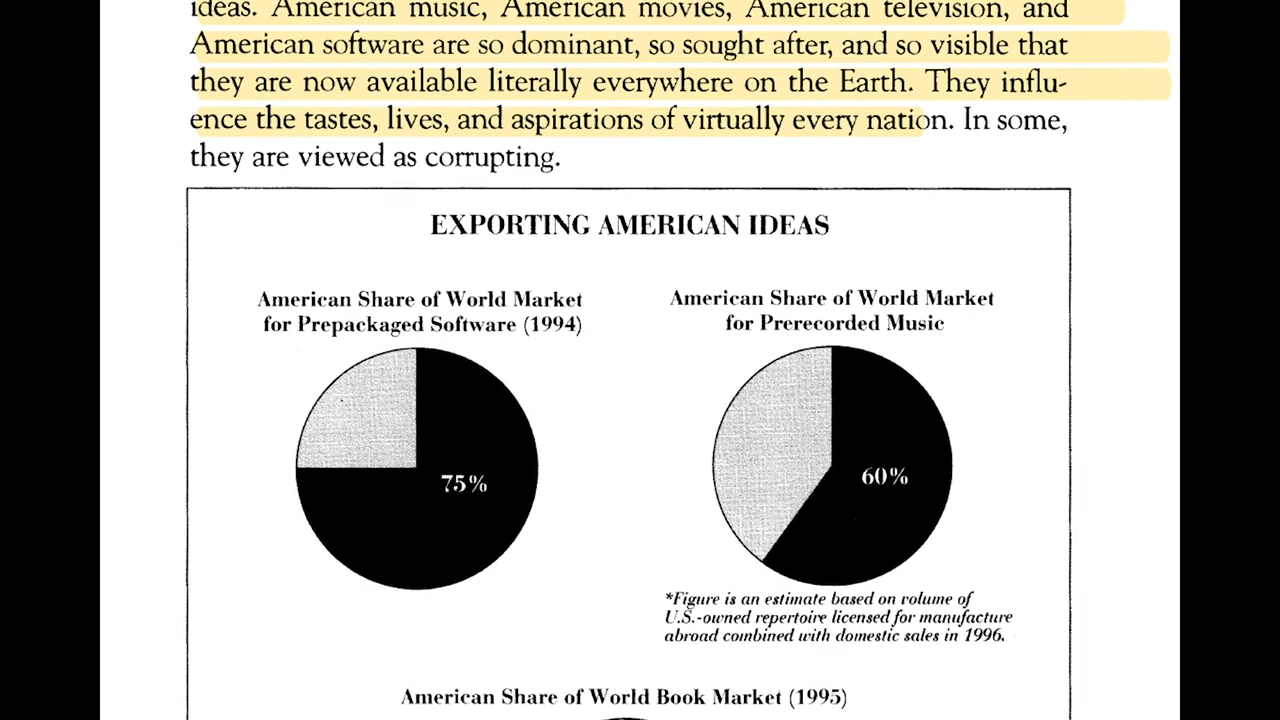 ideas. American music, American movies, American television, and
American software are so dominant, so sought after, and so visible that
they are now available literally everywhere on the Earth. They influ-
ence the tastes, lives, and aspirations of virtually every nation. In some,
they are viewed as corrupting.
EXPORTING AMERICAN IDEAS
American Share of World Market
for Prepackaged Software (1994)
75%
American Share of World Market
for Prerecorded Music
60%
*Figure is an estimate based on volume of
U.S.-owned repertoire licensed for manufacture
abroad combined with domestic sales in 1996.
American Share of World Book Market (1995)